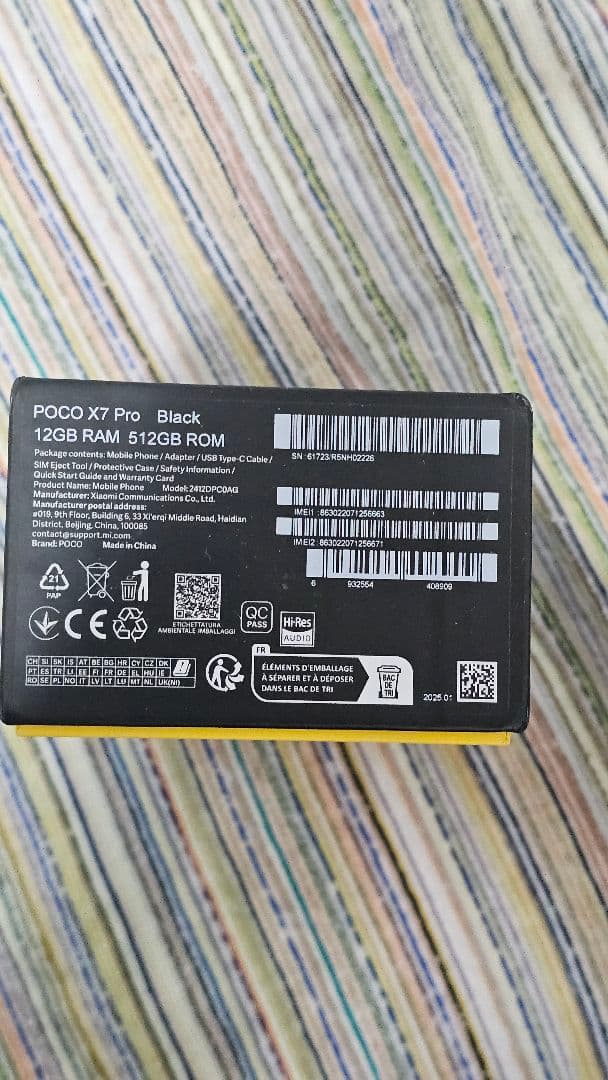 POCO X7 Pro Black
12GB RAM 512GB ROM
Package contents: Mobile Phone / Adapter / USB Type-C Cable /
SIM Eject Tool / Protective Case / Safety Information /
Quick Start Guide and Warranty Card
Product Name: Mobile Phone Model: 2412DPC0AG
Manufacturer: Xiaomi Communications Co., Ltd.
Manufacturer postal address:
#019, 9th Floor, Building 6, 33 Xi'erqi Middle Road, Haidian
District, Beijing, China, 100085
contact@support.mi.com
Brand: POCO Made in China
SN :61723/R5NH02226
IMEI1 :863022071256663
IMEI2 :863022071256671
6 932554 408909
21
PAP
CE
ETICHETTATURA
AMBIENTALE IMBALLAGGI
QC
PASS
Hi-Res
AUDIO
CH SI SK IS AT BE BG HR CY CZ DK
PT ES TR LI EE FI FR DE EL HU IE
RO SE PL NO IT LV LT LU MT NL UK(NI)
FR
ÉLÉMENTS D'EMBALLAGE
À SÉPARER ET À DÉPOSER
DANS LE BAC DE TRI
BAC
DE
TRI
2025.01